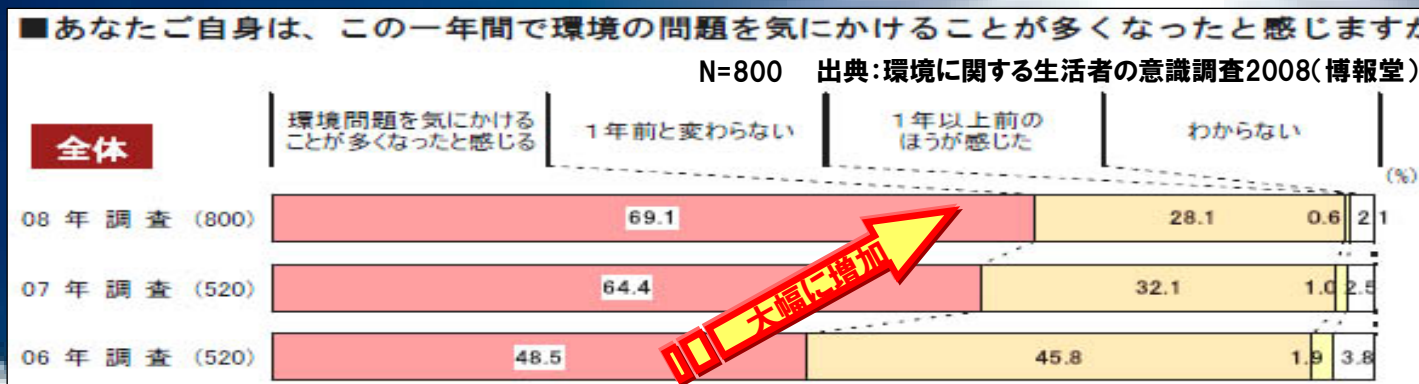 ■あなたご自身は、この一年間で環境の問題を気にかけることが多くなったと感じますか
N=800 出典：環境に関する生活者の意識調査2008（博報堂）
全体
環境問題を気にかける
ことが多くなったと感じる
1年前と変わらない
1年以上前の
ほうが感じた
わからない
(%)
08 年 調 査 (800) 69.1 28.1 0.6 2.1
07 年 調 査 (520) 64.4 32.1 1.0 2.5
06 年 調 査 (520) 48.5 45.8 1.9 3.8
大幅に増加